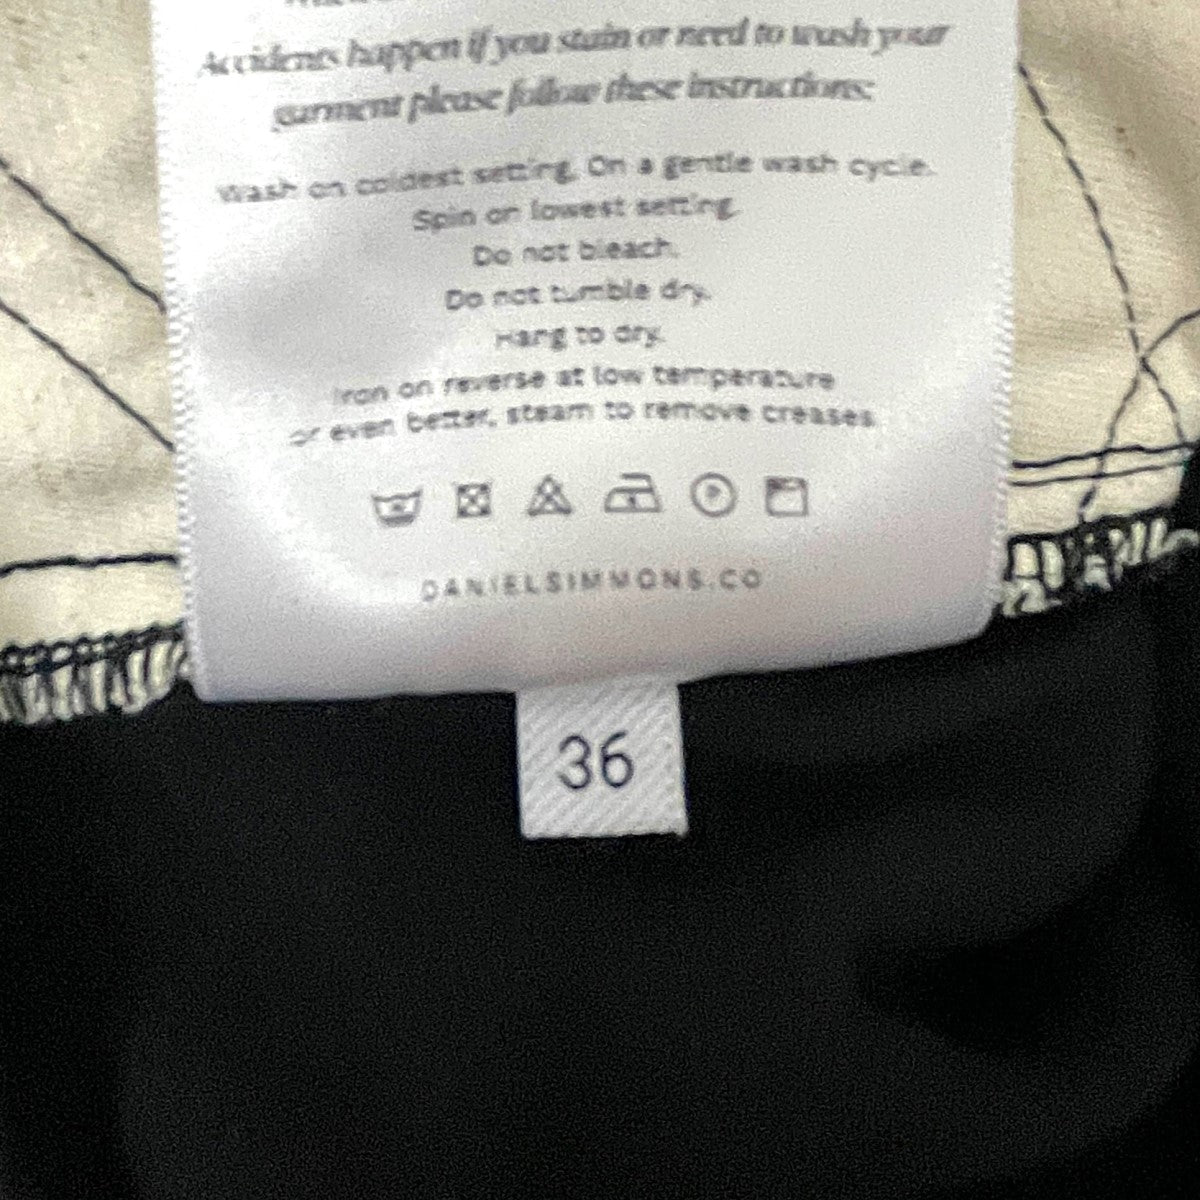 Accidents happen if you stain or need to wash your
garment please follow these instructions:
Wash on coldest setting. On a gentle wash cycle.
Spin on lowest setting.
Do not bleach.
Do not tumble dry.
Hang to dry.
Iron on reverse at low temperature
or even better, steam to remove creases
DANIELSIMMONS.CO
36